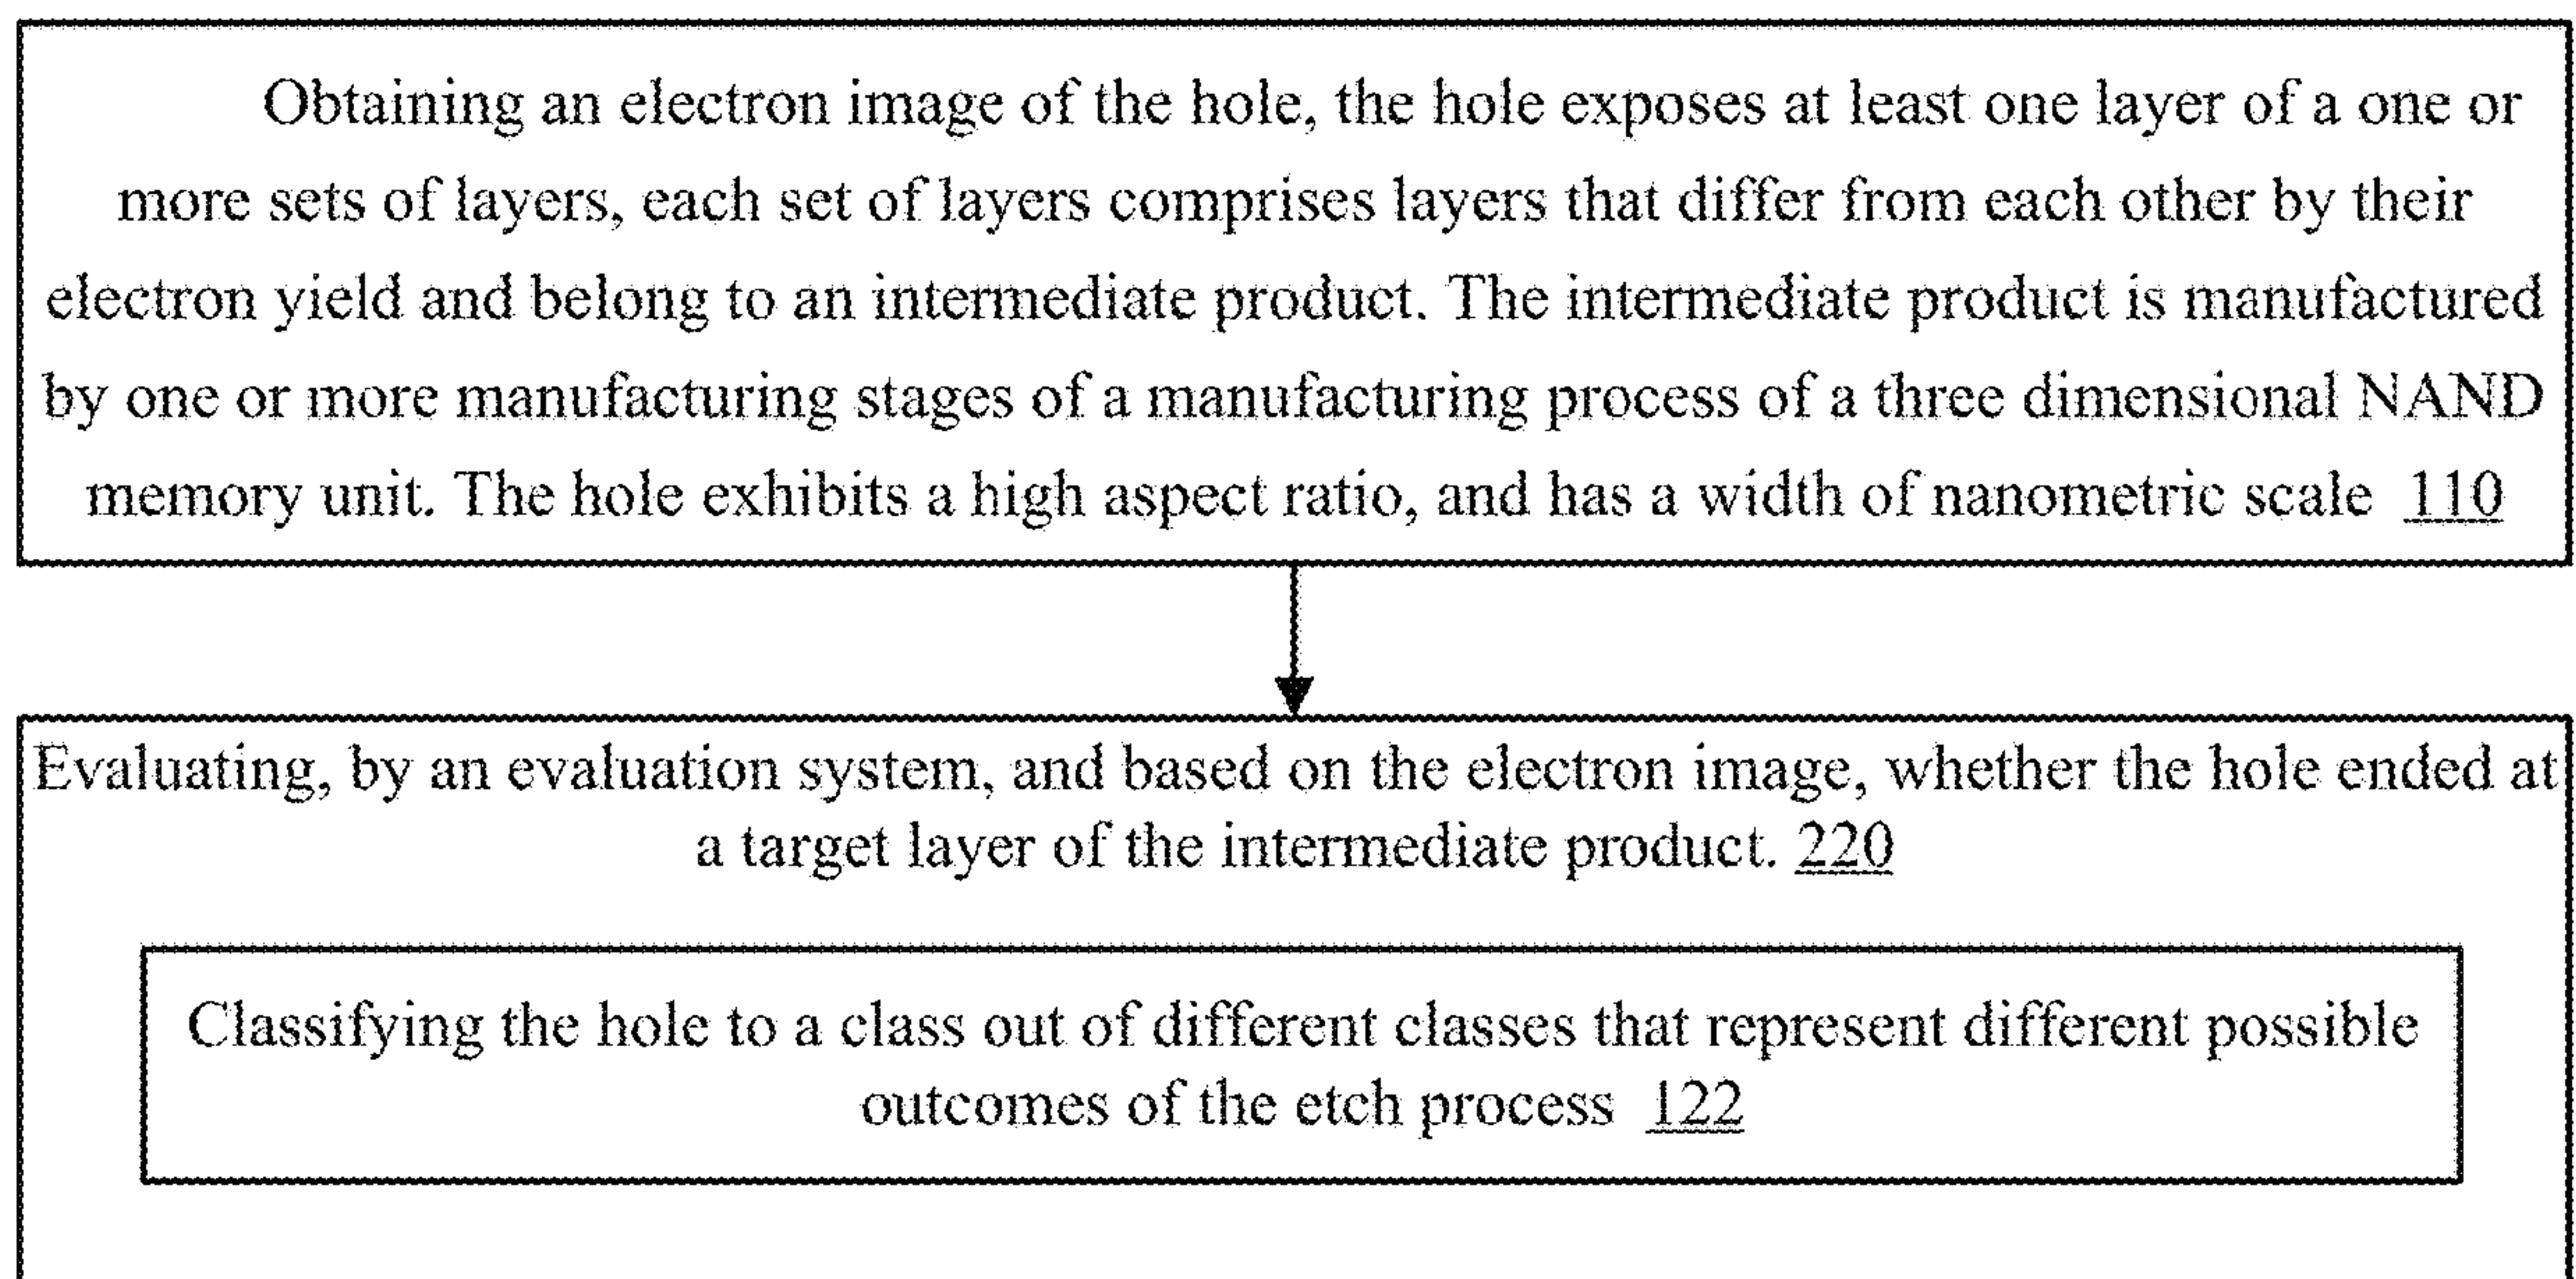 Obtaining an electron image of the hole, the hole exposes at least one layer of a one or
more sets of layers, each set of layers comprises layers that differ from each other by their
electron yield and belong to an intermediate product. The intermediate product is manufactured
by one or more manufacturing stages of a manufacturing process of a three dimensional NAND
memory unit. The hole exhibits a high aspect ratio, and has a width of nanometric scale 110
Evaluating, by an evaluation system, and based on the electron image, whether the hole ended at
a target layer of the intermediate product. 220
Classifying the hole to a class out of different classes that represent different possible
outcomes of the etch process 122